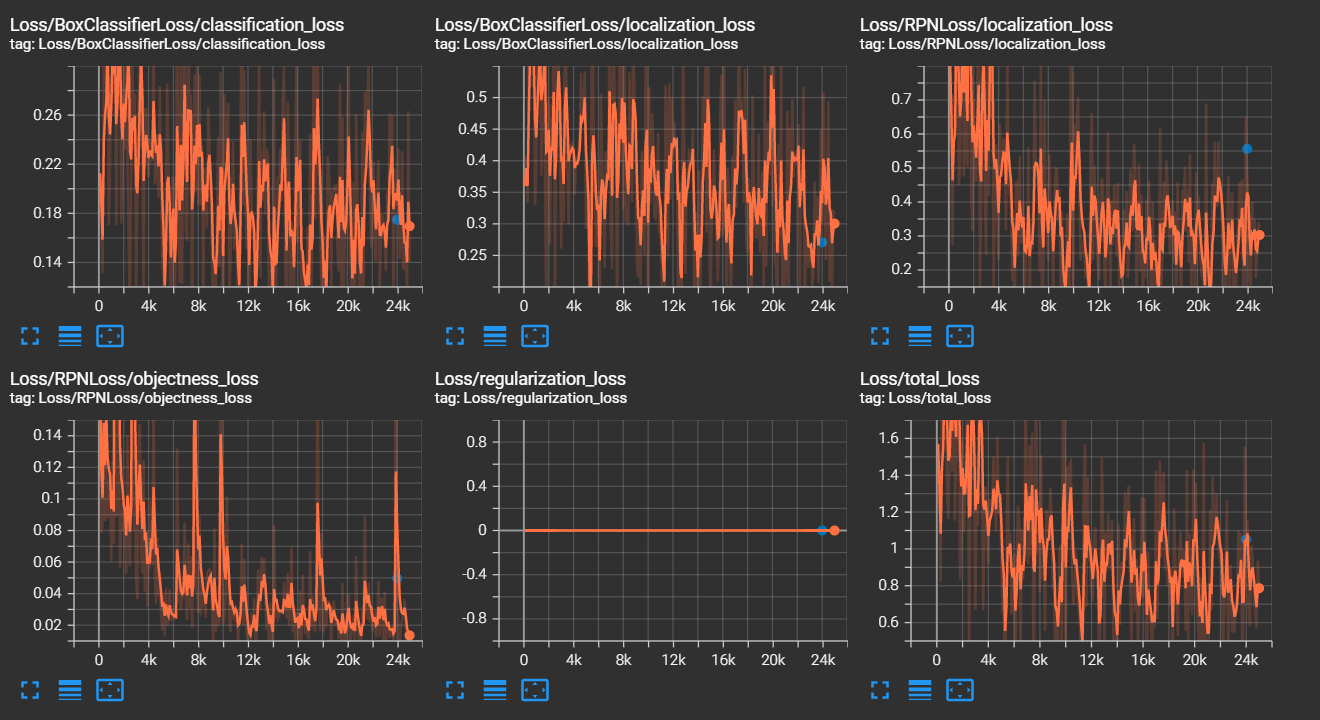 Loss/BoxClassifierLoss/classification_loss
tag: Loss/BoxClassifierLoss/classification_loss
0.26
0.22
0.18
0.14
0 4k 8k 12k 16k 20k 24k
Loss/BoxClassifierLoss/localization_loss
tag: Loss/BoxClassifierLoss/localization_loss
0.5
0.45
0.4
0.35
0.3
0.25
0 4k 8k 12k 16k 20k 24k
Loss/RPNLoss/localization_loss
tag: Loss/RPNLoss/localization_loss
0.7
0.6
0.5
0.4
0.3
0.2
0 4k 8k 12k 16k 20k 24k
Loss/RPNLoss/objectness_loss
tag: Loss/RPNLoss/objectness_loss
0.14
0.12
0.1
0.08
0.06
0.04
0.02
0 4k 8k 12k 16k 20k 24k
Loss/regularization_loss
tag: Loss/regularization_loss
0.8
0.4
0
-0.4
-0.8
0 4k 8k 12k 16k 20k 24k
Loss/total_loss
tag: Loss/total_loss
1.6
1.4
1.2
1
0.8
0.6
0 4k 8k 12k 16k 20k 24k